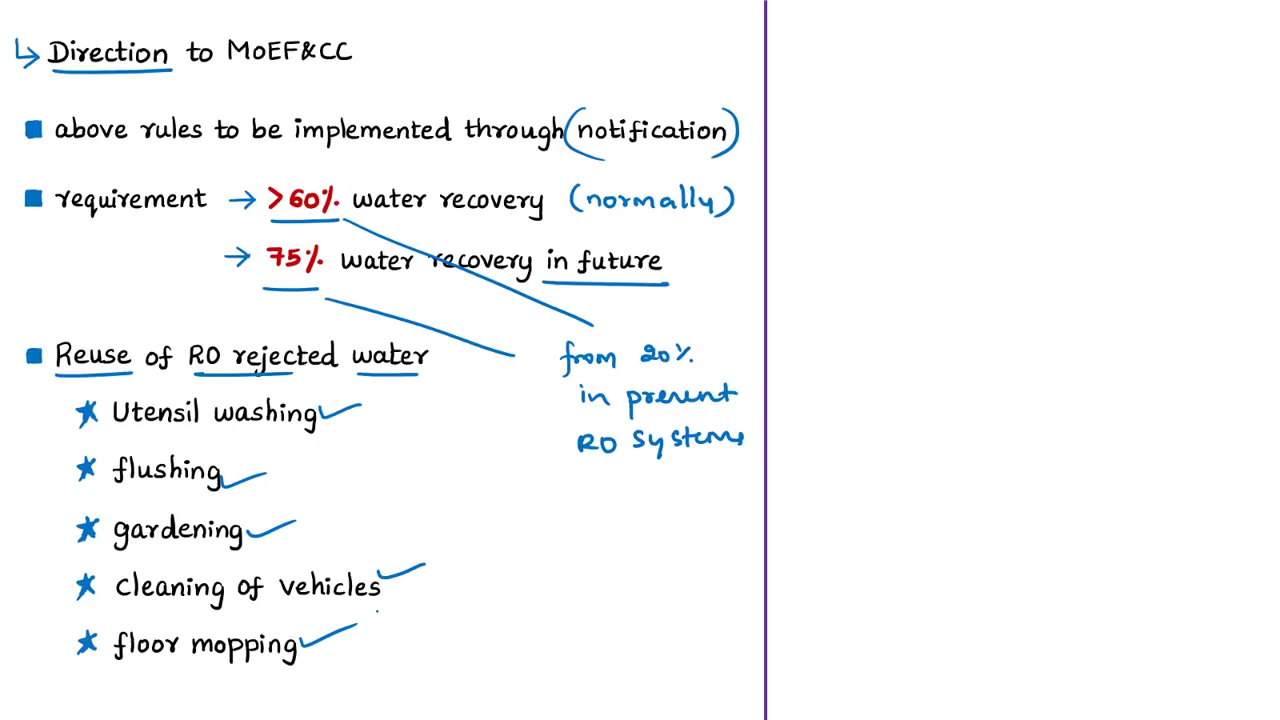 ↳ Direction to MoEF&CC
■ above rules to be implemented through (notification)
■ requirement → >60% water recovery (normally)
→ 75% water recovery in future
■ Reuse of RO rejected water
from 20%
in present
RO systems
★ Utensil washing
★ flushing
★ gardening
★ cleaning of vehicles
★ floor mopping